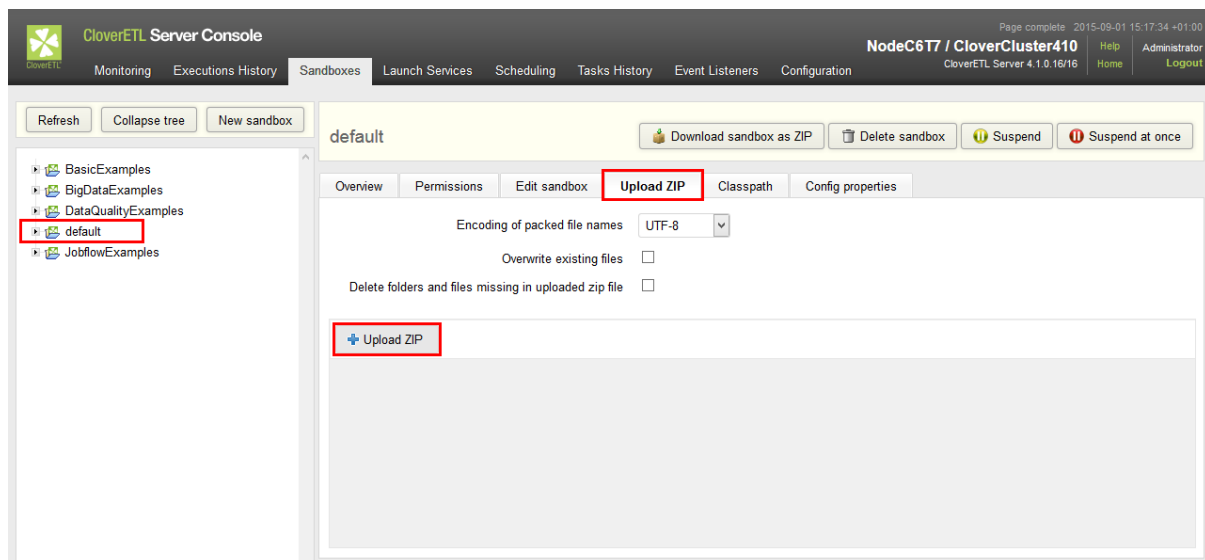 Page complete 2015-09-01 15:17:34 +01:00
CloverETL Server Console
NodeC6T7 / CloverCluster410 Help Administrator
CloverETL
CloverETL Server 4.1.0.16/16 Home Logout
Monitoring Executions History Sandboxes Launch Services Scheduling Tasks History Event Listeners Configuration
Refresh Collapse tree New sandbox
default Download sandbox as ZIP Delete sandbox Suspend Suspend at once
BasicExamples
BigDataExamples
DataQualityExamples
default
JobflowExamples
Overview Permissions Edit sandbox Upload ZIP Classpath Config properties
Encoding of packed file names UTF-8
Overwrite existing files
Delete folders and files missing in uploaded zip file
Upload ZIP